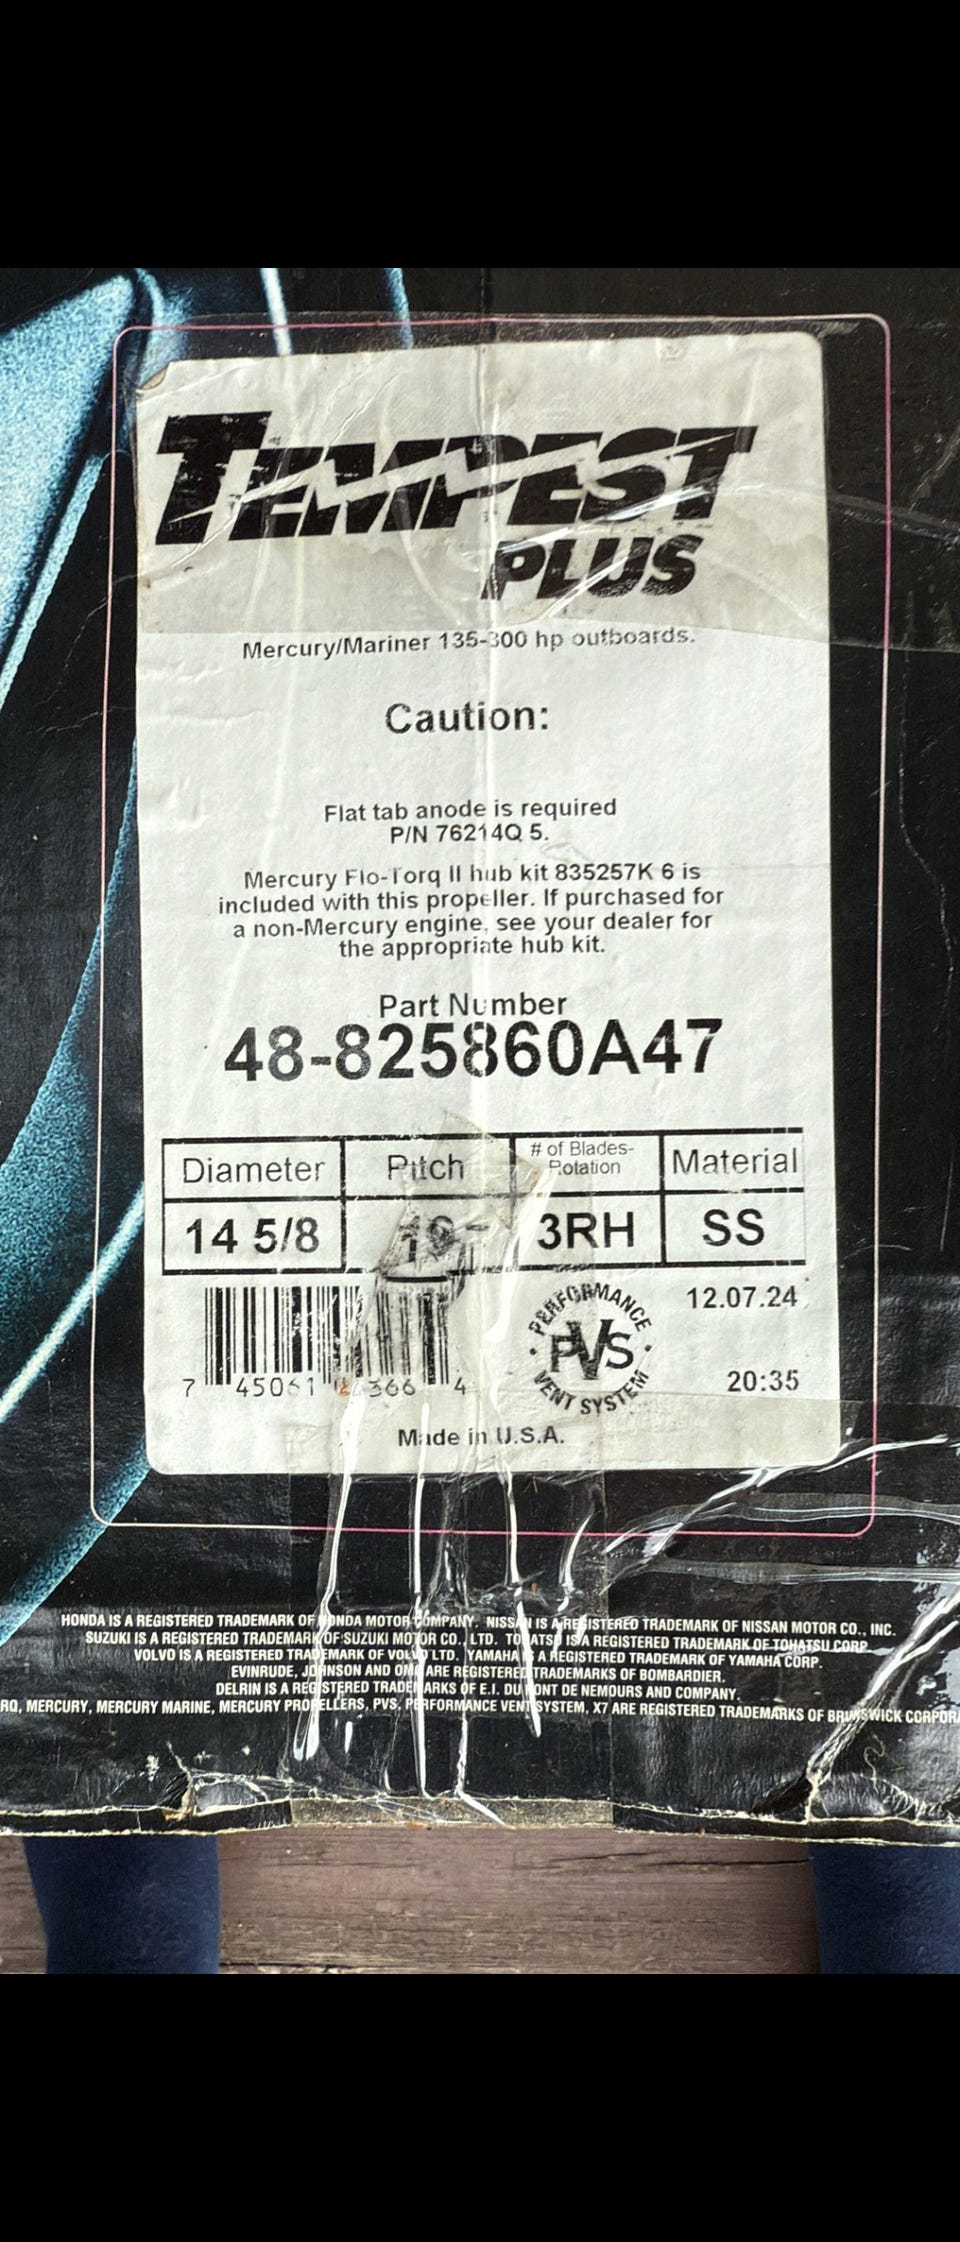 TEMPEST
PLUS
Mercury/Mariner 135-300 hp outboards.
Caution:
Flat tab anode is required
P/N 76214Q 5.
Mercury Flo-Torq II hub kit 835257K 6 is
included with this propeller. If purchased for
a non-Mercury engine, see your dealer for
the appropriate hub kit.
Part Number
48-825860A47
Diameter Pitch # of Blades-Rotation Material
14 5/8 19 3RH SS
PERFORMANCE
PVS
VENT SYSTEM
12.07.24
7 45061 366 4
20:35
Made in U.S.A.
HONDA IS A REGISTERED TRADEMARK OF HONDA MOTOR COMPANY. NISSAN IS A REGISTERED TRADEMARK OF NISSAN MOTOR CO., INC.
SUZUKI IS A REGISTERED TRADEMARK OF SUZUKI MOTOR CO., LTD. TOHATSU IS A REGISTERED TRADEMARK OF TOHATSU CORP.
VOLVO IS A REGISTERED TRADEMARK OF VOLVO LTD. YAMAHA IS A REGISTERED TRADEMARK OF YAMAHA CORP.
EVINRUDE, JOHNSON AND OMC ARE REGISTERED TRADEMARKS OF BOMBARDIER.
DELRIN IS A REGISTERED TRADEMARKS OF E.I. DU PONT DE NEMOURS AND COMPANY.
RQ, MERCURY, MERCURY MARINE, MERCURY PROPELLERS, PVS, PERFORMANCE VENT SYSTEM, X7 ARE REGISTERED TRADEMARKS OF BRUNSWICK CORPOR